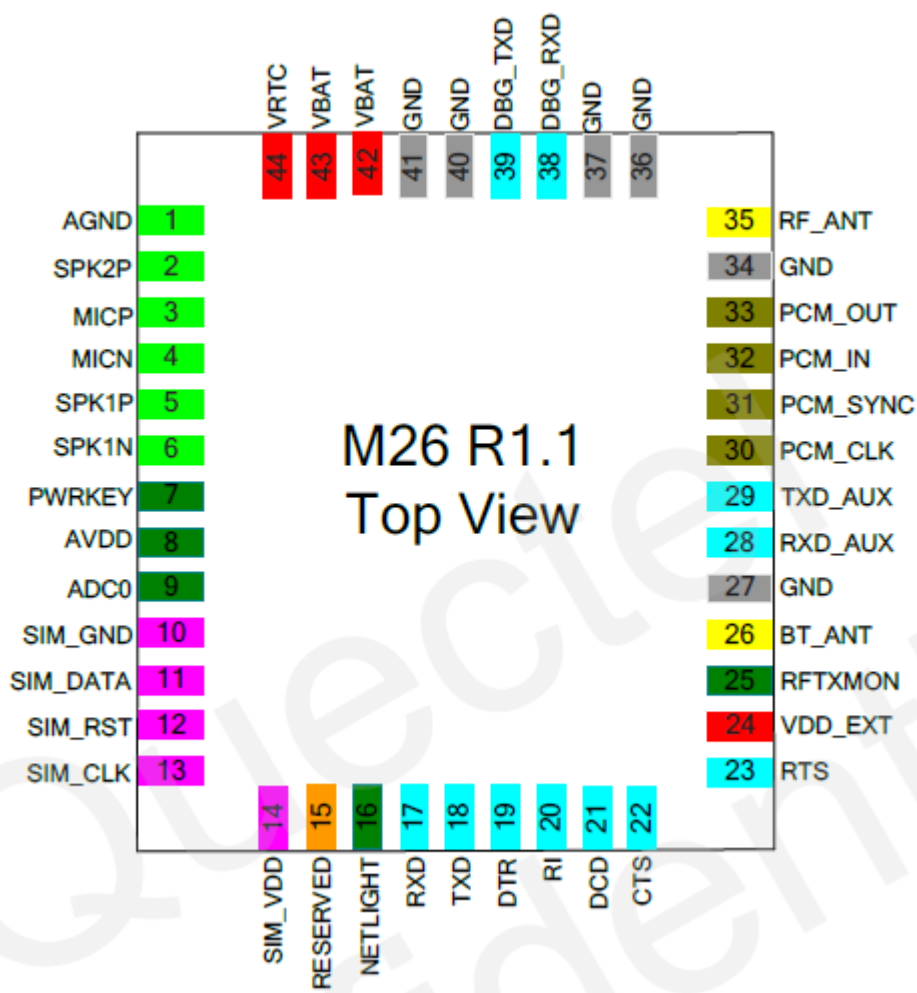 VRTC
VBAT
VBAT
GND
GND
DBG_TXD
DBG_RXD
GND
GND
44
43
42
41
40
39
38
37
36
AGND 1
SPK2P 2
MICP 3
MICN 4
SPK1P 5
SPK1N 6
PWRKEY 7
AVDD 8
ADC0 9
SIM_GND 10
SIM_DATA 11
SIM_RST 12
SIM_CLK 13
M26 R1.1
Top View
35 RF_ANT
34 GND
33 PCM_OUT
32 PCM_IN
31 PCM_SYNC
30 PCM_CLK
29 TXD_AUX
28 RXD_AUX
27 GND
26 BT_ANT
25 RFTXMON
24 VDD_EXT
23 RTS
14
15
16
17
18
19
20
21
22
SIM_VDD
RESERVED
NETLIGHT
RXD
TXD
DTR
RI
DCD
CTS
Quectel